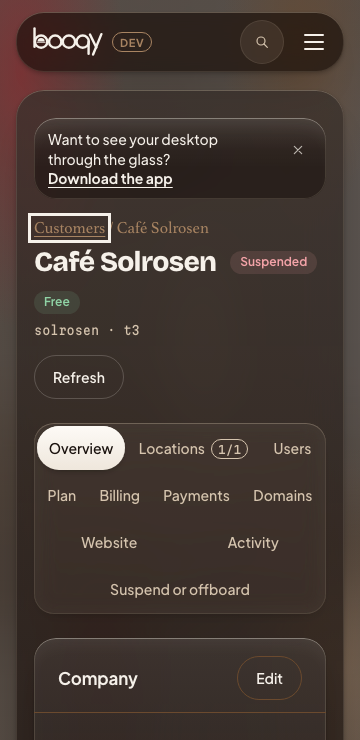 booqy DEV
Want to see your desktop
through the glass?
Download the app
Customers / Café Solrosen
Café Solrosen Suspended
Free
solrosen · t3
Refresh
Overview Locations 1/1 Users
Plan Billing Payments Domains
Website Activity
Suspend or offboard
Company Edit